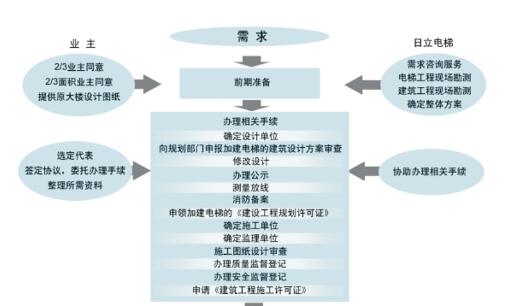 业 主
需 求
日立电梯
2/3业主同意
2/3面积业主同意
提供原大楼设计图纸
前期准备
需求咨询服务
电梯工程现场勘测
建筑工程现场勘测
确定整体方案
办理相关手续
确定设计单位
向规划部门申报加建电梯的建筑设计方案审查
修改设计
办理公示
测量放线
消防备案
申领加建电梯的《建设工程规划许可证》
确定施工单位
确定监理单位
施工图纸设计审查
办理质量监督登记
办理安全监督登记
申请《建筑工程施工许可证》
选定代表
签定协议、委托办理手续
整理所需资料
协助办理相关手续